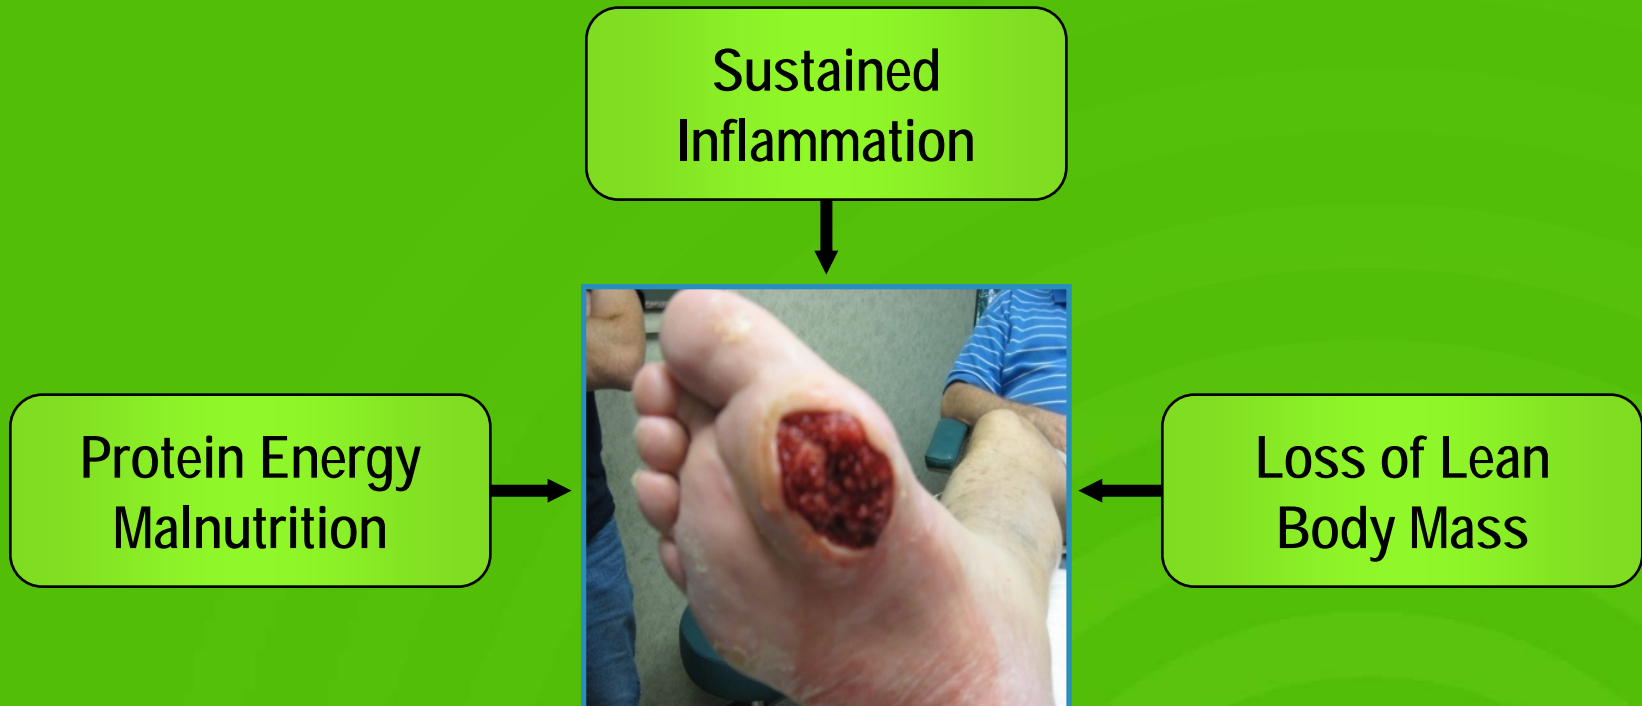 Sustained
Inflammation
Protein Energy
Malnutrition
Loss of Lean
Body Mass